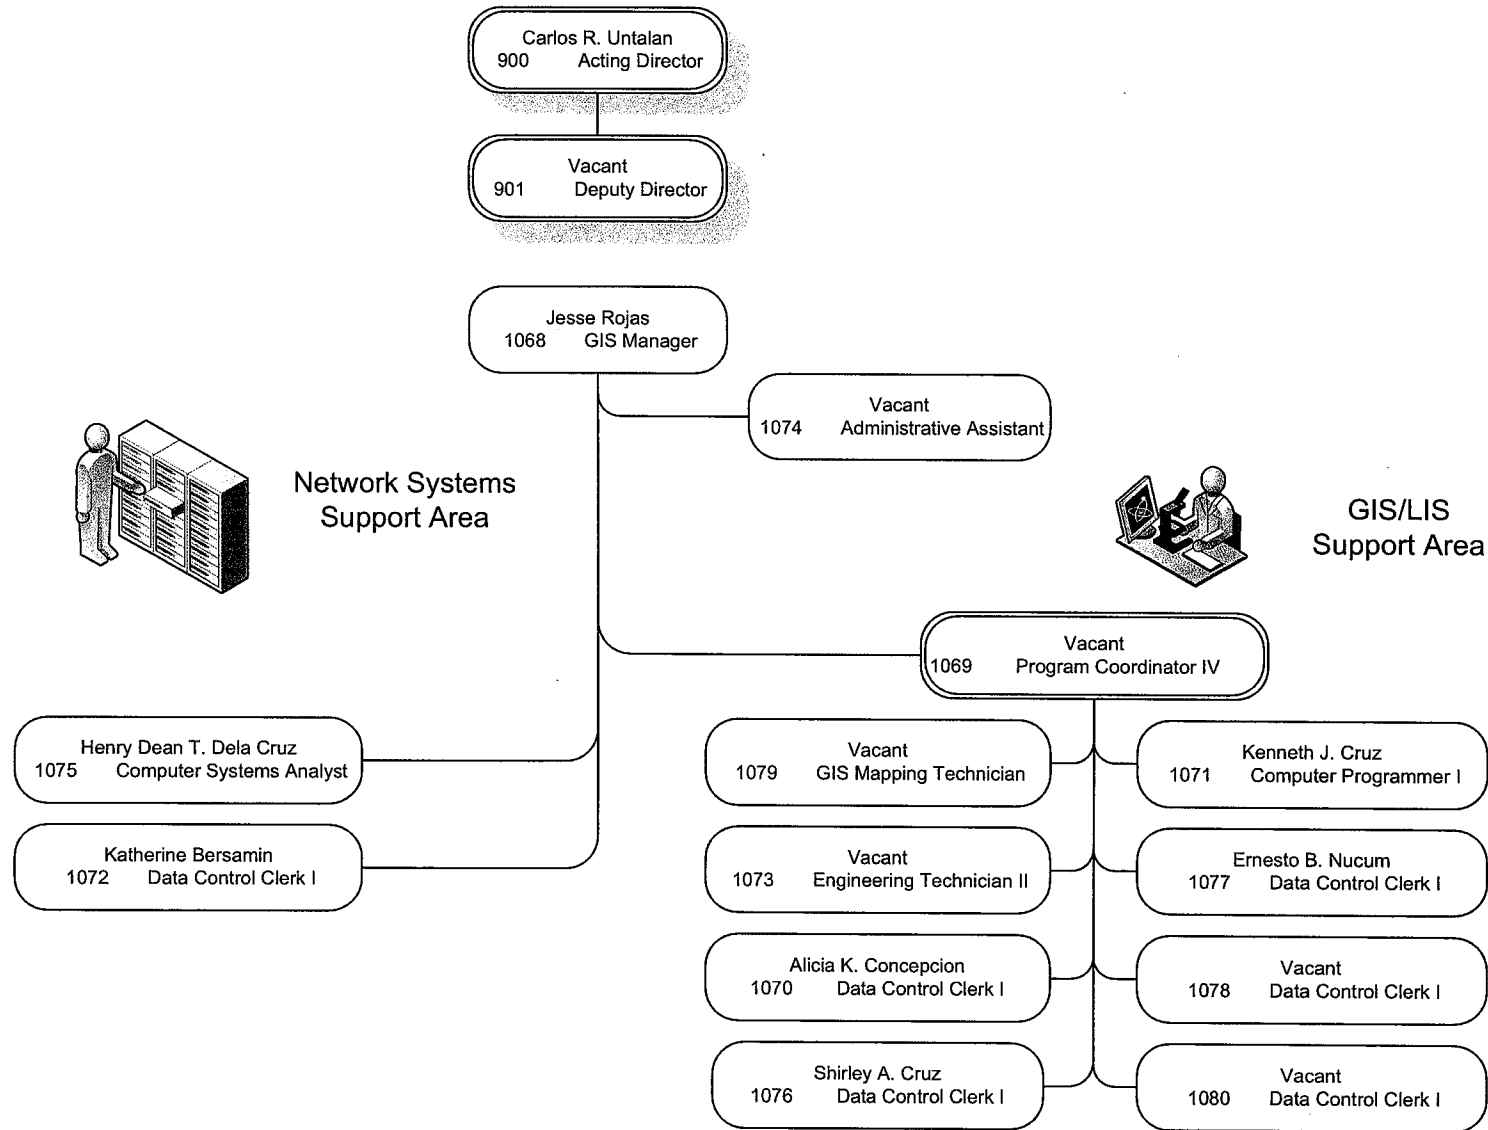 Carlos R. Untalan
900 Acting Director
Vacant
901 Deputy Director
Jesse Rojas
1068 GIS Manager
Vacant
1074 Administrative Assistant
Network Systems
Support Area
GIS/LIS
Support Area
Vacant
1069 Program Coordinator IV
Henry Dean T. Dela Cruz
1075 Computer Systems Analyst
Katherine Bersamin
1072 Data Control Clerk I
Vacant
1079 GIS Mapping Technician
Kenneth J. Cruz
1071 Computer Programmer I
Vacant
1073 Engineering Technician II
Ernesto B. Nucum
1077 Data Control Clerk I
Alicia K. Concepcion
1070 Data Control Clerk I
Vacant
1078 Data Control Clerk I
Shirley A. Cruz
1076 Data Control Clerk I
Vacant
1080 Data Control Clerk I